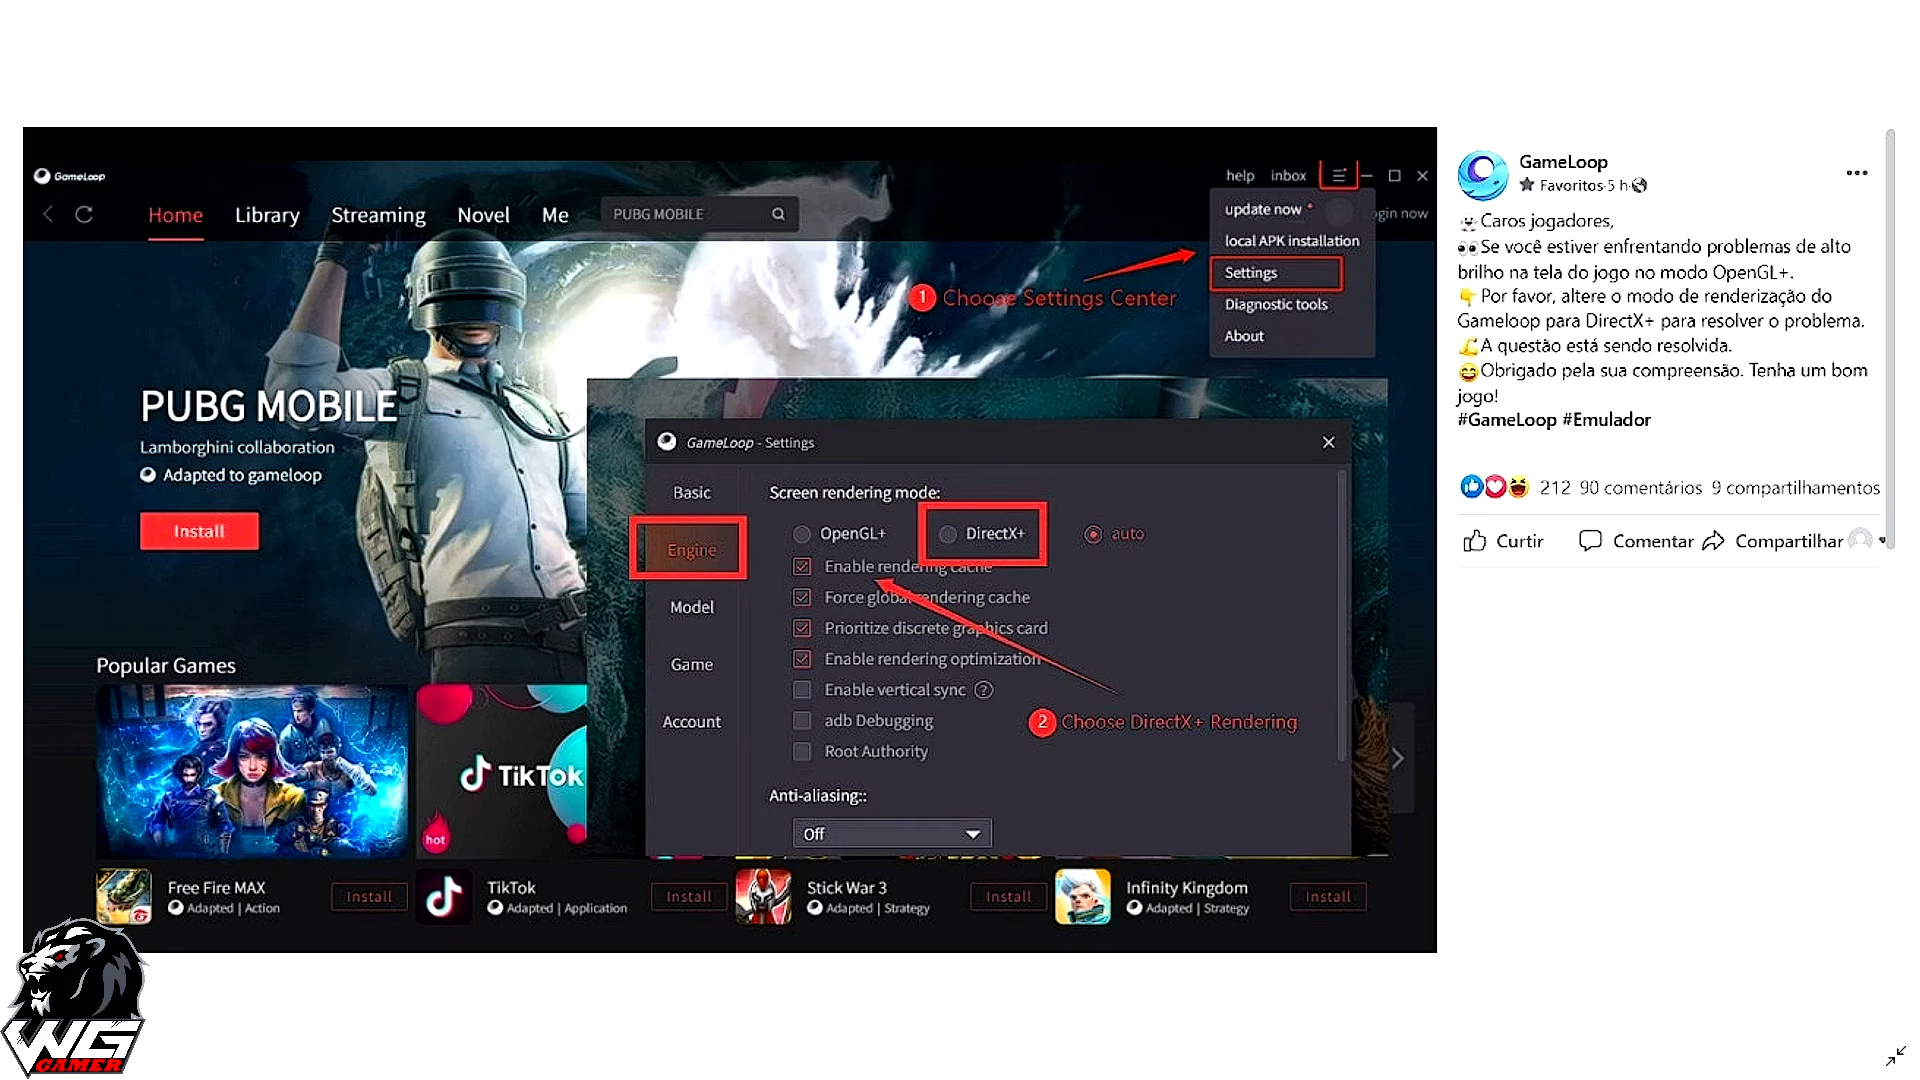 GameLoop
help inbox
Home Library Streaming Novel Me
PUBG MOBILE
update now
gin now
local APK installation
Settings
Diagnostic tools
About
1 Choose Settings Center
PUBG MOBILE
Lamborghini collaboration
Adapted to gameloop
Install
GameLoop - Settings
Basic
Engine
Model
Game
Account
Screen rendering mode:
OpenGL+ DirectX+ auto
Enable rendering cache
Force global rendering cache
Prioritize discrete graphics card
Enable rendering optimization
Enable vertical sync ?
adb Debugging
Root Authority
2 Choose DirectX+ Rendering
Anti-aliasing::
Off
Popular Games
TikTok
hot
Free Fire MAX
Adapted | Action
Install
TikTok
Adapted | Application
Install
Stick War 3
Adapted | Strategy
Install
Infinity Kingdom
Adapted | Strategy
Install
WG
GAMER
GameLoop
Favoritos·5 h·
Caros jogadores,
👀Se você estiver enfrentando problemas de alto
brilho na tela do jogo no modo OpenGL+.
👇Por favor, altere o modo de renderização do
Gameloop para DirectX+ para resolver o problema.
💪A questão está sendo resolvida.
😄Obrigado pela sua compreensão. Tenha um bom
jogo!
#GameLoop #Emulador
212 90 comentários 9 compartilhamentos
Curtir Comentar Compartilhar